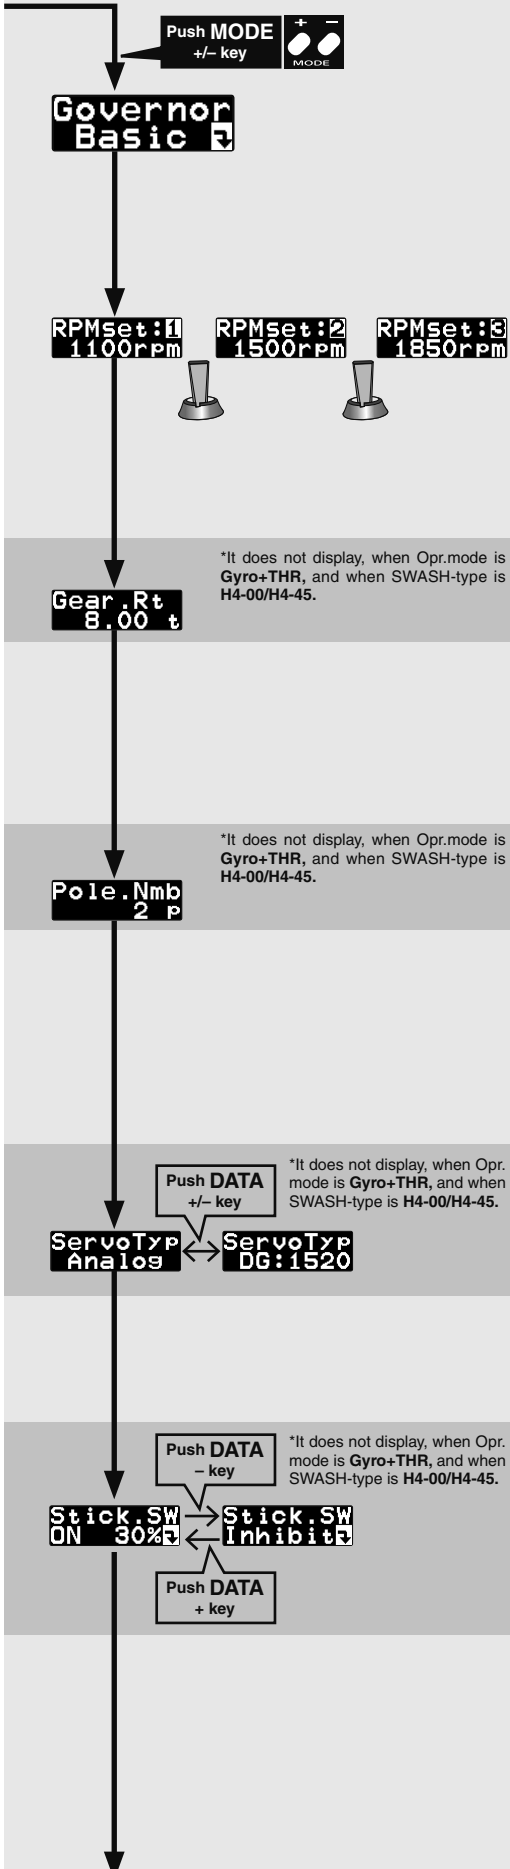 Push MODE
+/– key
+ –
MODE
Governor
Basic
RPMset:1
1100rpm
RPMset:2
1500rpm
RPMset:3
1850rpm
*It does not display, when Opr.mode is
Gyro+THR, and when SWASH-type is
H4-00/H4-45.
Gear.Rt
8.00 t
*It does not display, when Opr.mode is
Gyro+THR, and when SWASH-type is
H4-00/H4-45.
Pole.Nmb
2 p
*It does not display, when Opr.
mode is Gyro+THR, and when
SWASH-type is H4-00/H4-45.
Push DATA
+/– key
ServoTyp
Analog
ServoTyp
DG:1520
*It does not display, when Opr.
mode is Gyro+THR, and when
SWASH-type is H4-00/H4-45.
Push DATA
– key
Stick.SW
ON 30%
Stick.SW
Inhibit
Push DATA
+ key